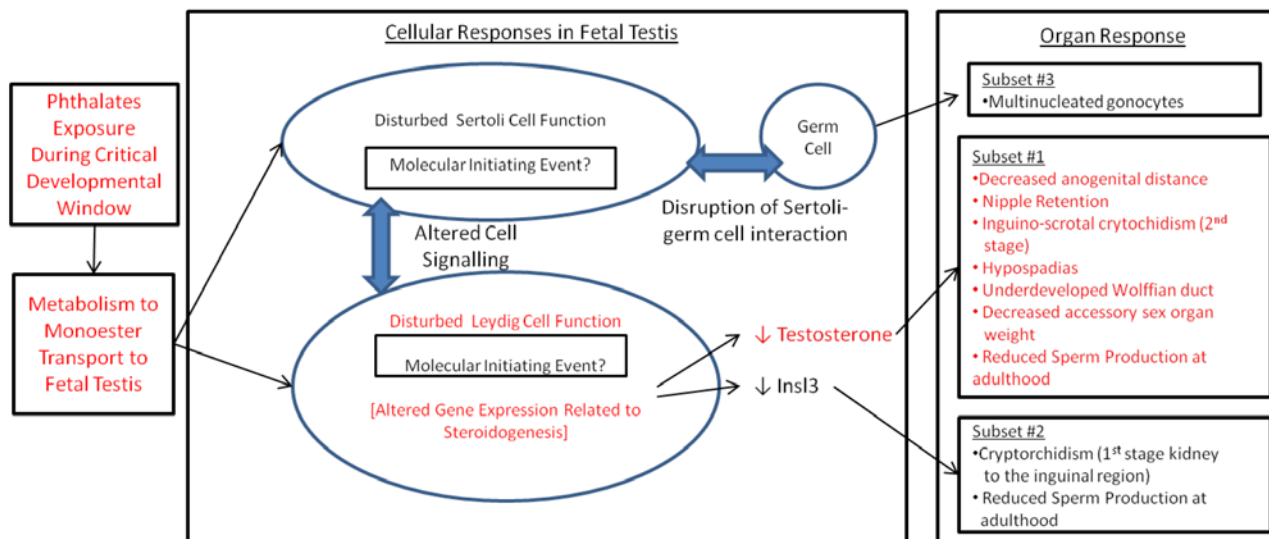 Phthalates
Exposure
During Critical
Developmental
Window
Metabolism to
Monoester
Transport to
Fetal Testis
Cellular Responses in Fetal Testis
Disturbed Sertoli Cell Function
Molecular Initiating Event?
Germ
Cell
Disruption of Sertoli-
germ cell interaction
Altered Cell
Signalling
Disturbed Leydig Cell Function
Molecular Initiating Event?
[Altered Gene Expression Related to
Steroidogenesis]
↓ Testosterone
↓ Insl3
Organ Response
Subset #3
•Multinucleated gonocytes
Subset #1
•Decreased anogenital distance
• Nipple Retention
• Inguino-scrotal crytochidism (2nd
stage)
• Hypospadias
• Underdeveloped Wolffian duct
• Decreased accessory sex organ
weight
• Reduced Sperm Production at
adulthood
Subset #2
•Cryptorchidism (1st stage kidney
to the inguinal region)
• Reduced Sperm Production at
adulthood